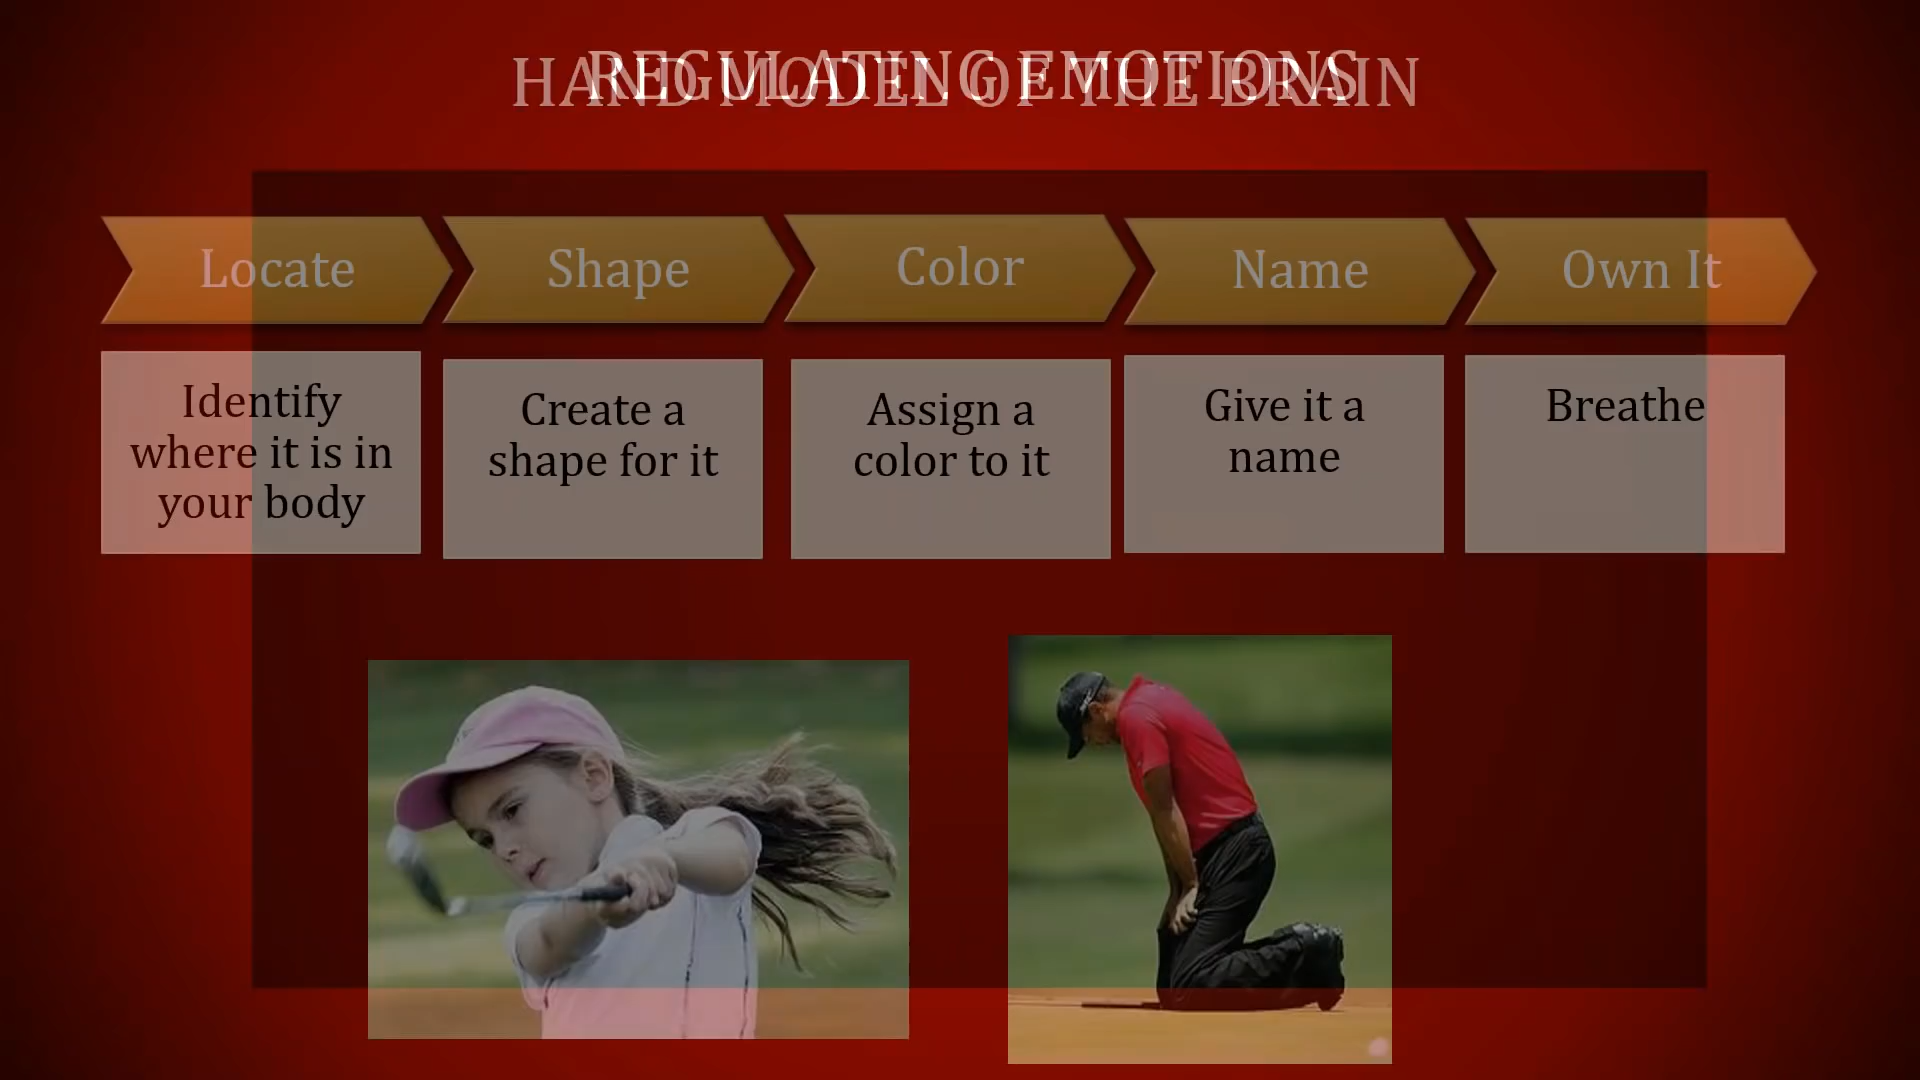 REGULATING EMOTIONS
HAND MODEL OF THE BRAIN
Locate
Shape
Color
Name
Own It
Identify
where it is in
your body
Create a
shape for it
Assign a
color to it
Give it a
name
Breathe